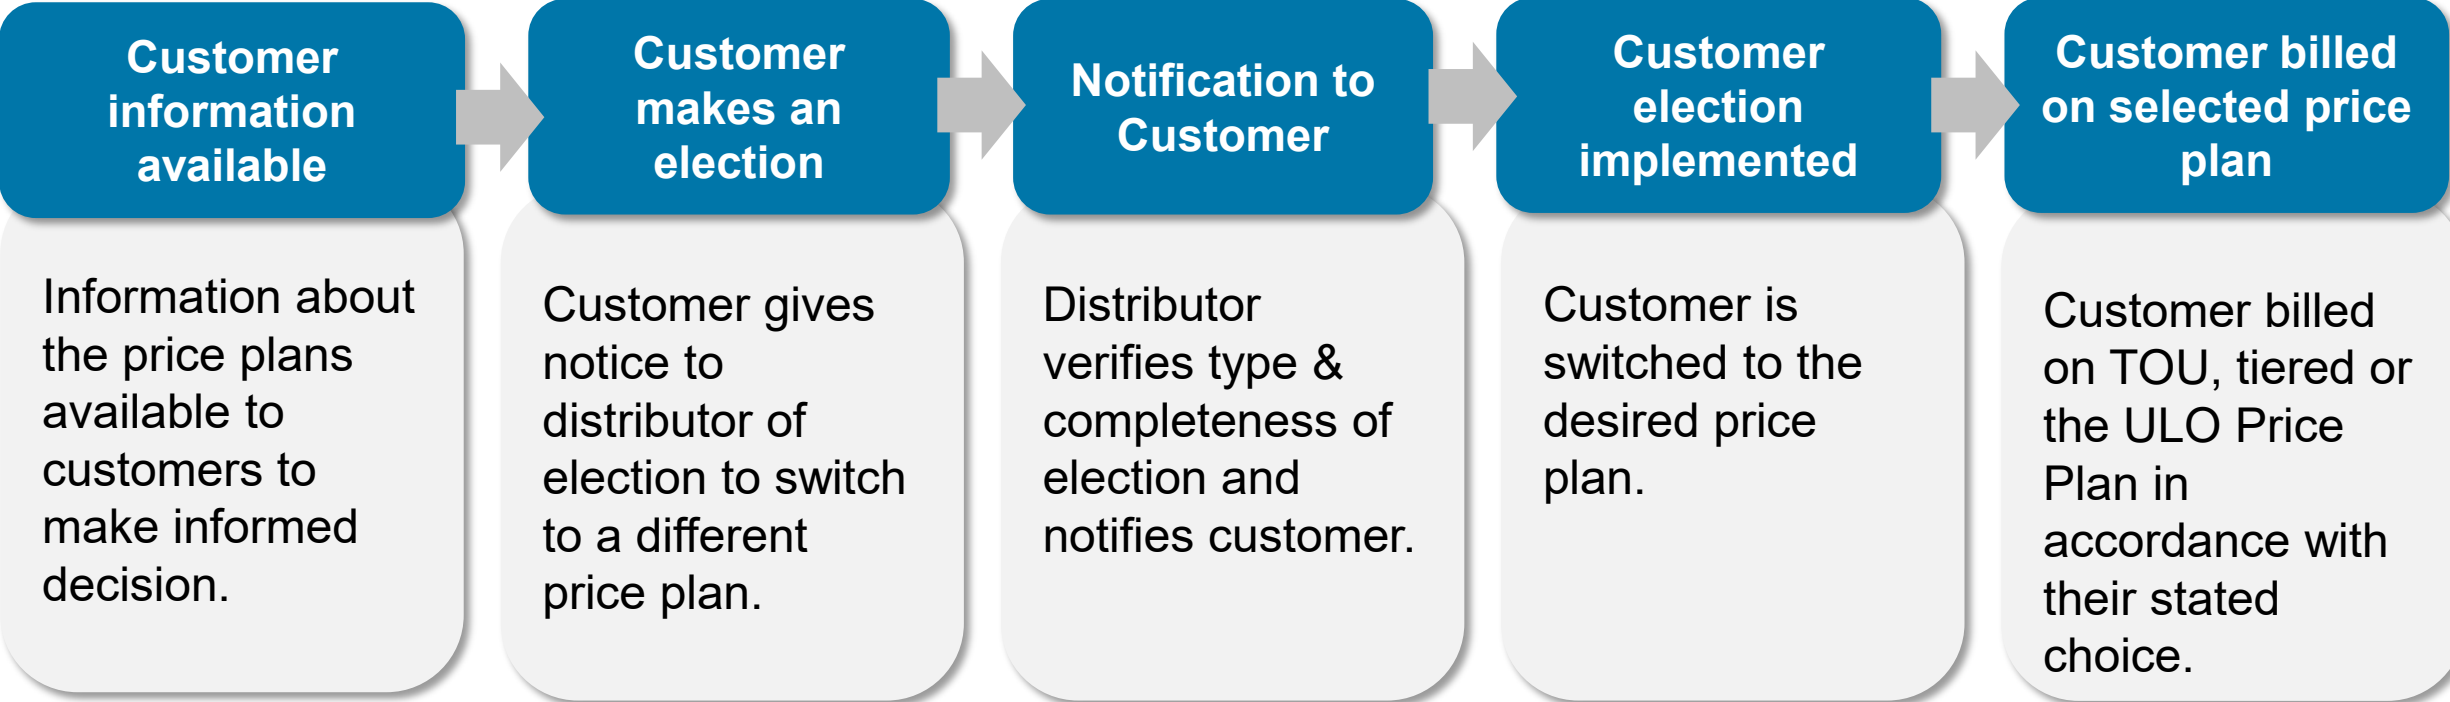 Customer
information
available
Information about
the price plans
available to
customers to
make informed
decision.
Customer
makes an
election
Customer gives
notice to
distributor of
election to switch
to a different
price plan.
Notification to
Customer
Distributor
verifies type &
completeness of
election and
notifies customer.
Customer
election
implemented
Customer is
switched to the
desired price
plan.
Customer billed
on selected price
plan
Customer billed
on TOU, tiered or
the ULO Price
Plan in
accordance with
their stated
choice.